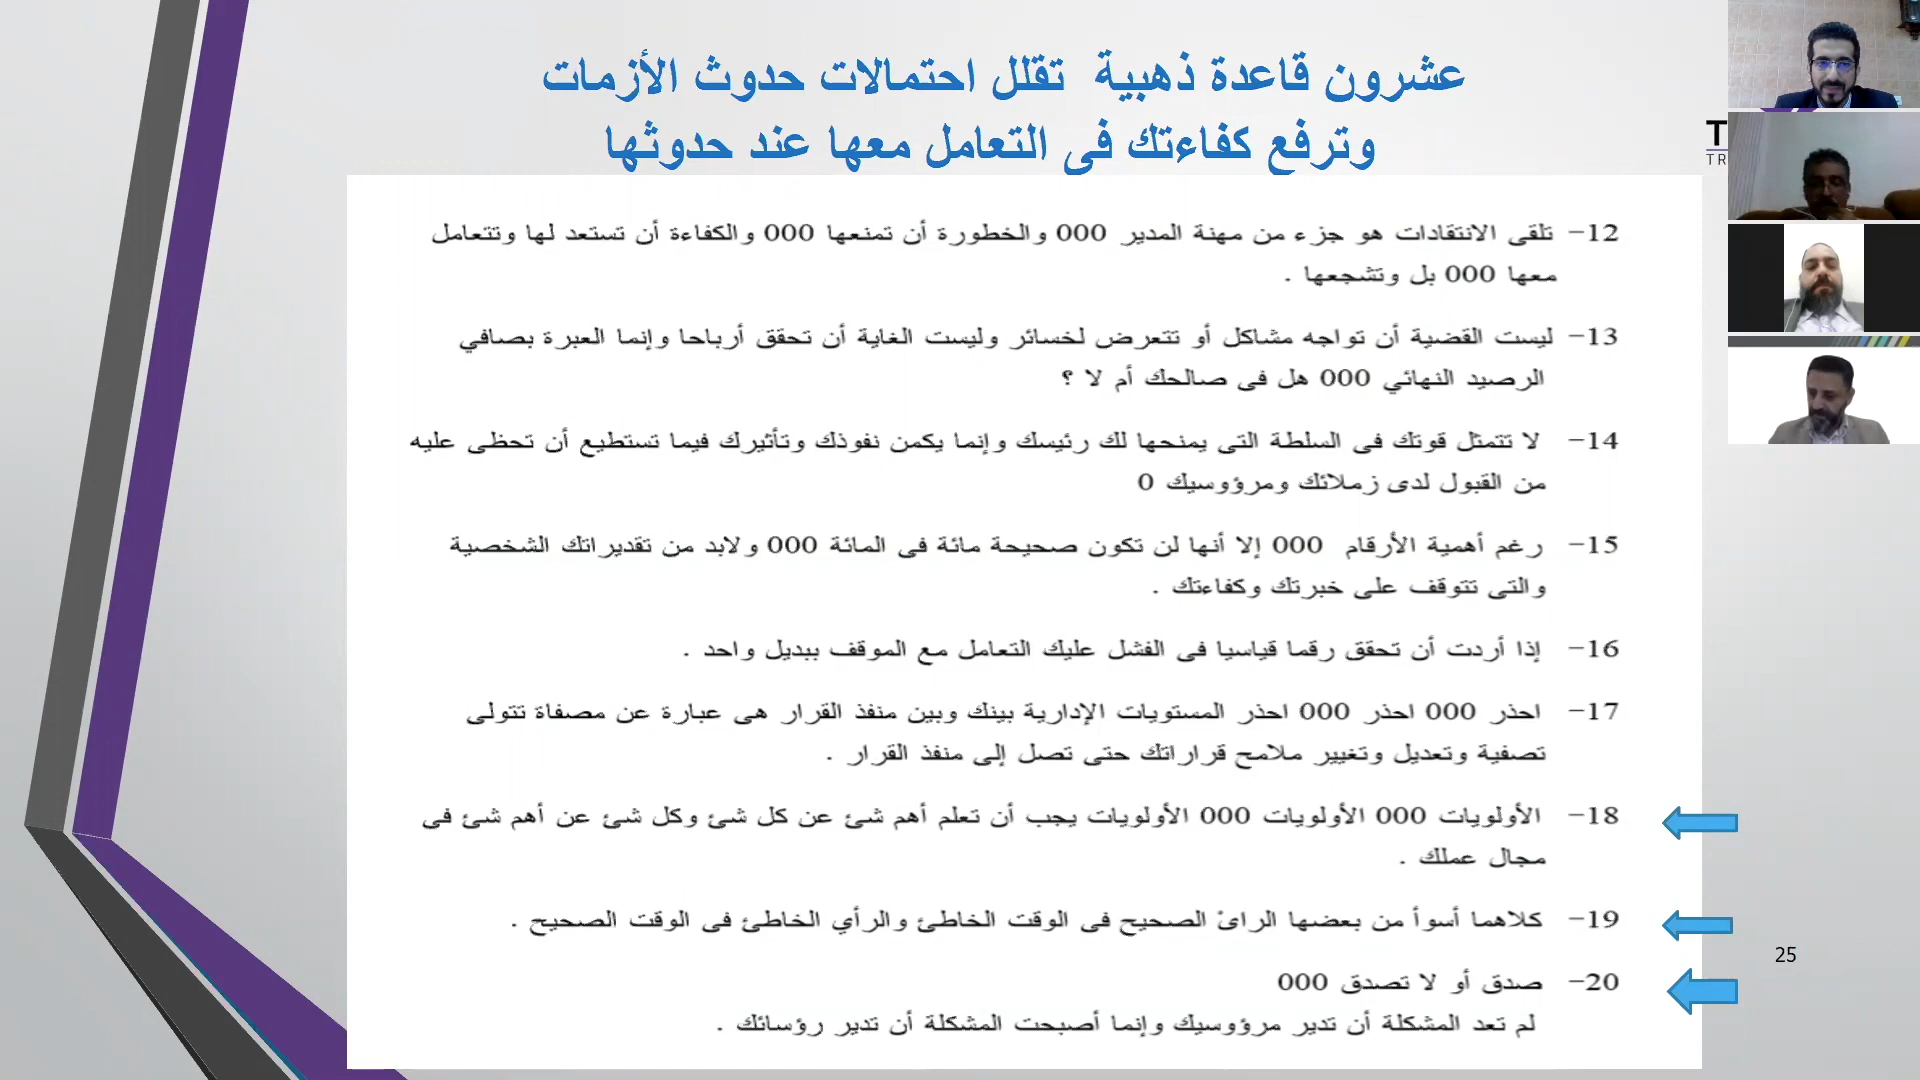 عشرون قاعدة ذهبية تقلل احتمالات حدوث الأزمات
وترفع كفاءتك فى التعامل معها عند حدوثها
T
TR
12- تلقى الانتقادات هو جزء من مهنة المدير 000 والخطورة أن تمنعها 000 والكفاءة أن تستعد لها وتتعامل
معها 000 بل وتشجعها .
13- ليست القضية أن تواجه مشاكل أو تتعرض لخسائر وليست الغاية أن تحقق أرباحا وإنما العبرة بصافي
الرصيد النهائي 000 هل فى صالحك أم لا ؟
14- لا تتمثل قوتك فى السلطة التى يمنحها لك رئيسك وإنما يكمن نفوذك وتأثيرك فيما تستطيع أن تحظى عليه
من القبول لدى زملائك ومرؤوسيك 0
15- رغم أهمية الأرقام 000 إلا أنها لن تكون صحيحة مائة فى المائة 000 ولابد من تقديراتك الشخصية
والتى تتوقف على خبرتك وكفاءتك .
16- إذا أردت أن تحقق رقما قياسيا فى الفشل عليك التعامل مع الموقف ببديل واحد .
17- احذر 000 احذر 000 احذر المستويات الإدارية بينك وبين منفذ القرار هى عبارة عن مصفاة تتولى
تصفية وتعديل وتغيير ملامح قراراتك حتى تصل إلى منفذ القرار .
18- الأولويات 000 الأولويات 000 الأولويات يجب أن تعلم أهم شئ عن كل شئ وكل شئ عن أهم شئ فى
مجال عملك .
19- كلاهما أسوأ من بعضها الرائ الصحيح فى الوقت الخاطئ والرأي الخاطئ فى الوقت الصحيح .
20- صدق أو لا تصدق 000
لم تعد المشكلة أن تدير مرؤوسيك وإنما أصبحت المشكلة أن تدير رؤسائك .
25